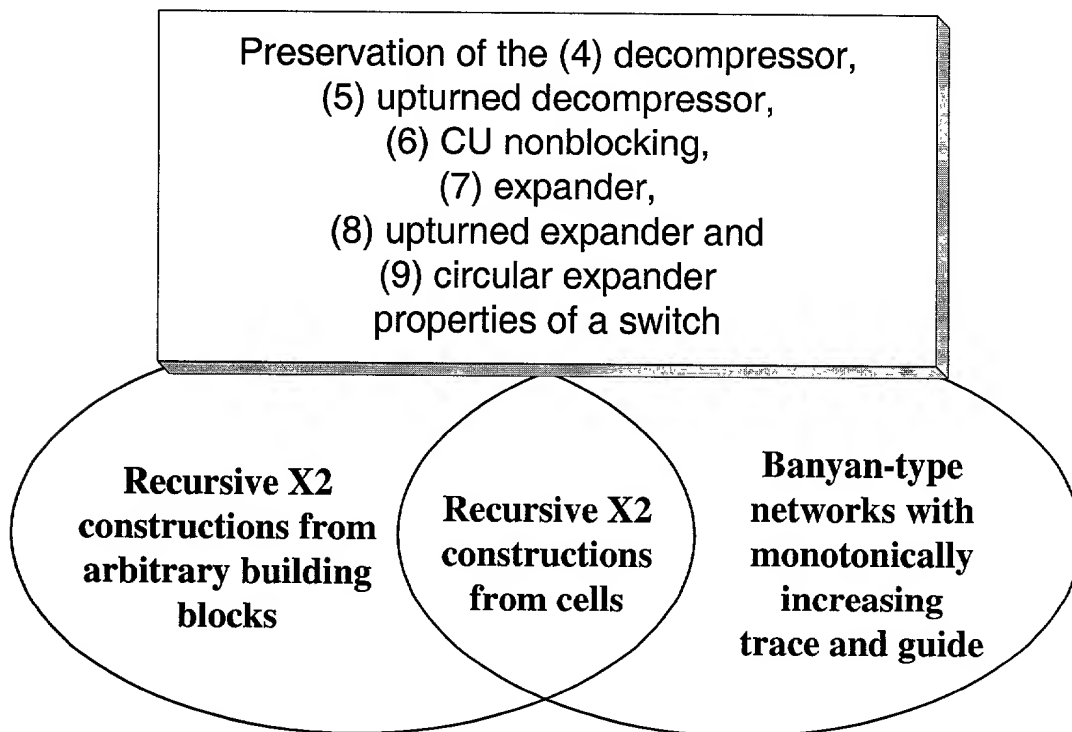 Preservation of the (4) decompressor,
(5) upturned decompressor,
(6) CU nonblocking,
(7) expander,
(8) upturned expander and
(9) circular expander
properties of a switch
Recursive X2
constructions from
arbitrary building
blocks
Recursive X2
constructions
from cells
Banyan-type
networks with
monotonically
increasing
trace and guide